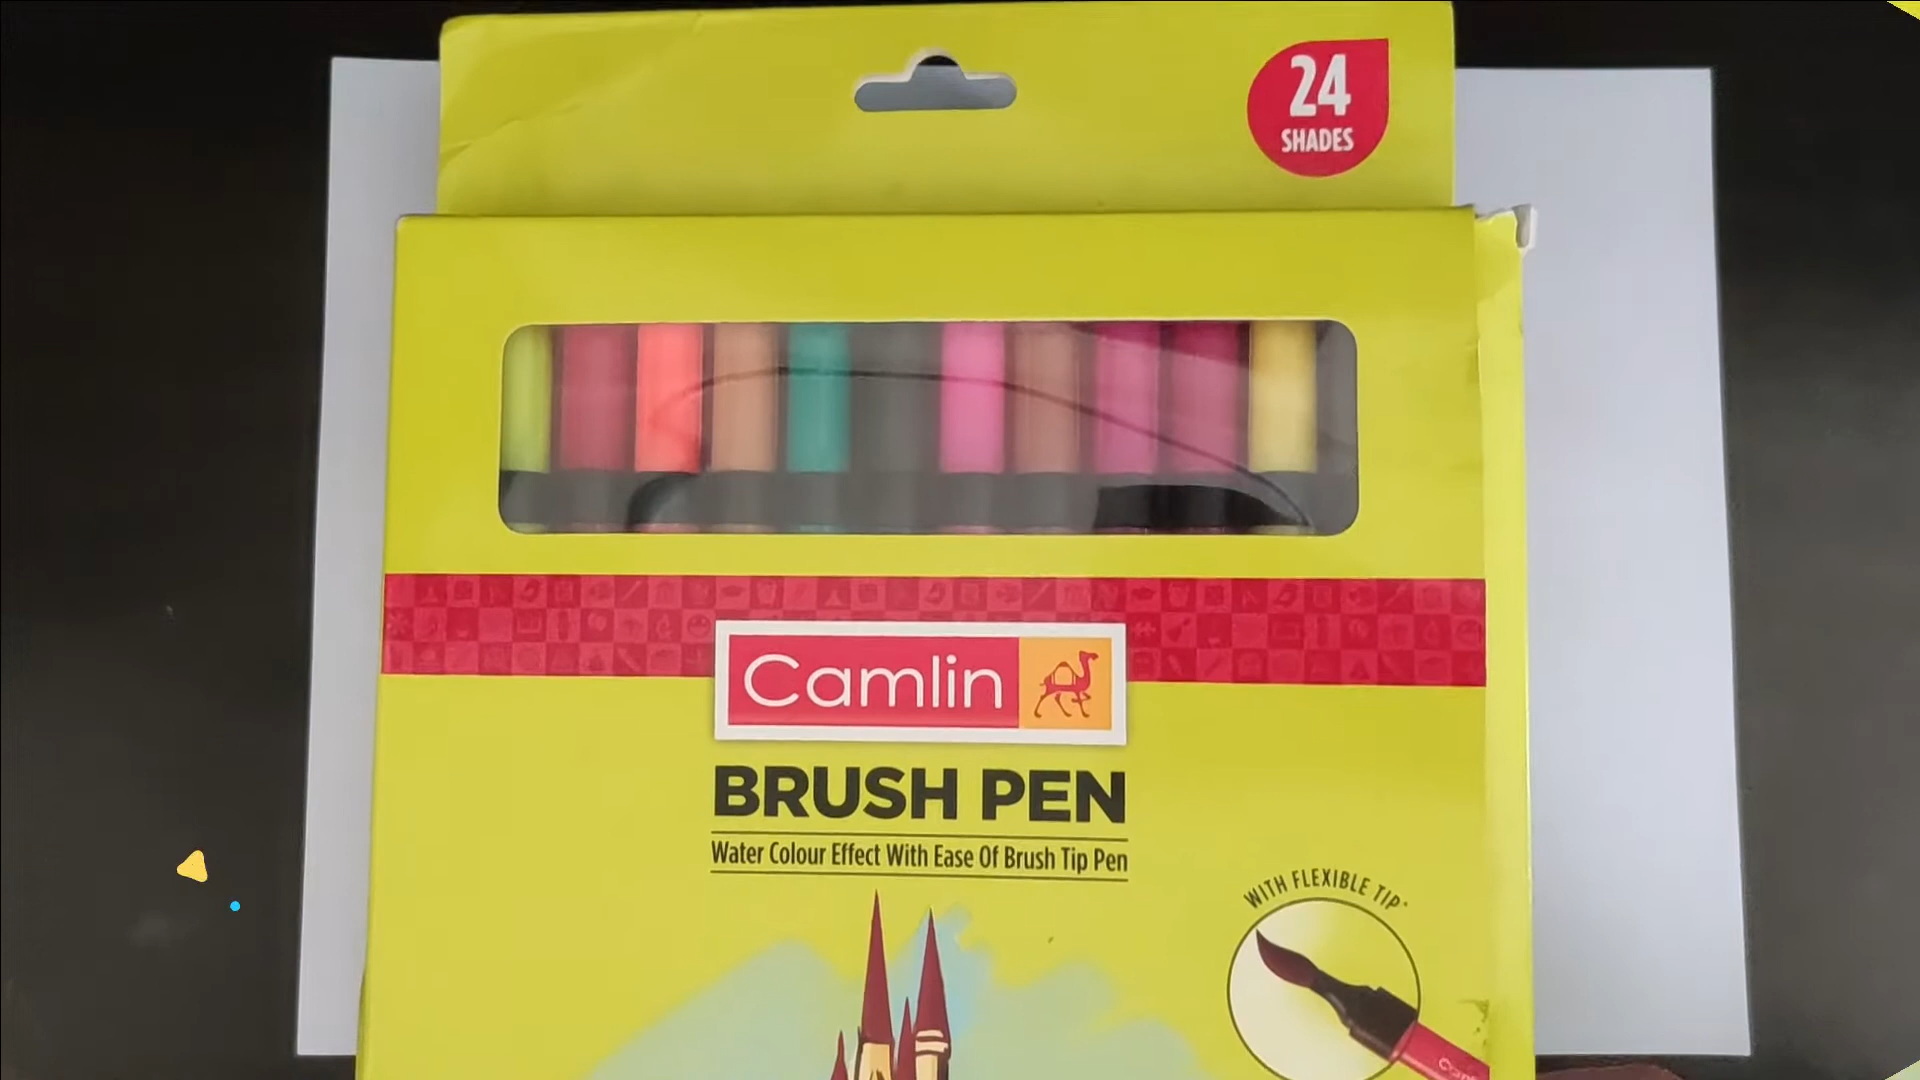 24
SHADES
Camlin
BRUSH PEN
Water Colour Effect With Ease Of Brush Tip Pen
WITH FLEXIBLE TIP*